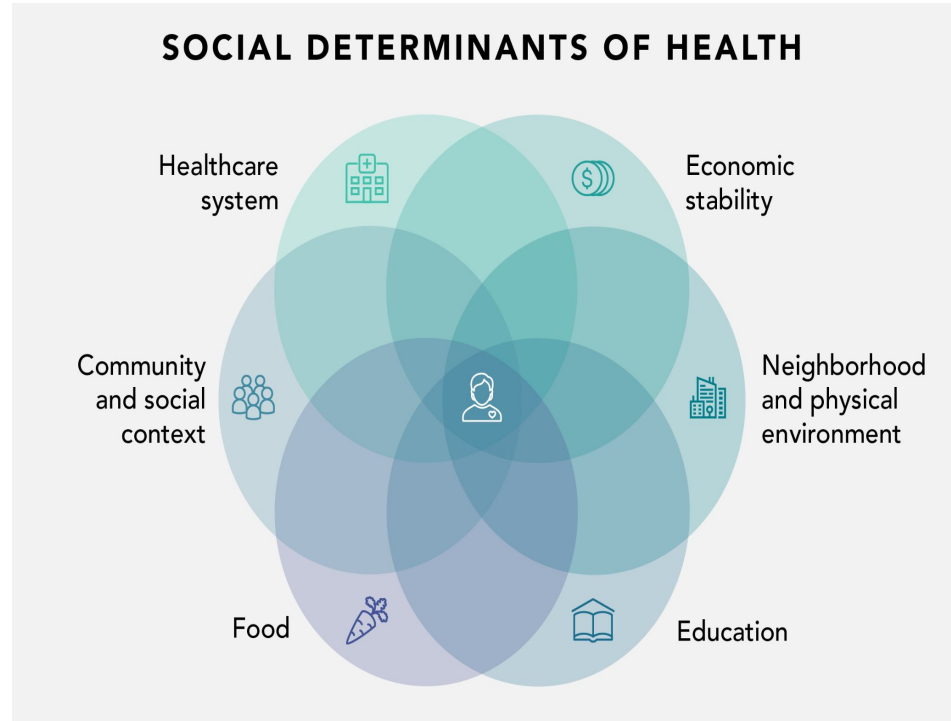 SOCIAL DETERMINANTS OF HEALTH
Healthcare
system
Economic
stability
$
Community
and social
context
Neighborhood
and physical
environment
Food
Education